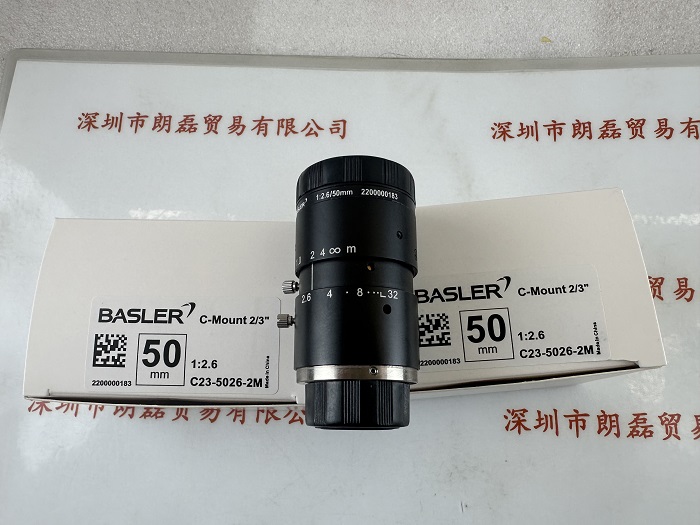 深圳市朗磊贸易有限公司
深圳市朗磊贸易
1:2.6/50mm 2200000183
2 4 ∞ m
2.6 4 · 8 ··· 32
BASLER
C-Mount 2/3"
50
mm
1:2.6
C23-5026-2M
2200000183
Made in China
BASLER
C-Mount 2/3"
50
mm
1:2.6
C23-5026-2M
2200000183
Made in China
深圳市朗磊贸易有限公司
深圳市朗磊贸易